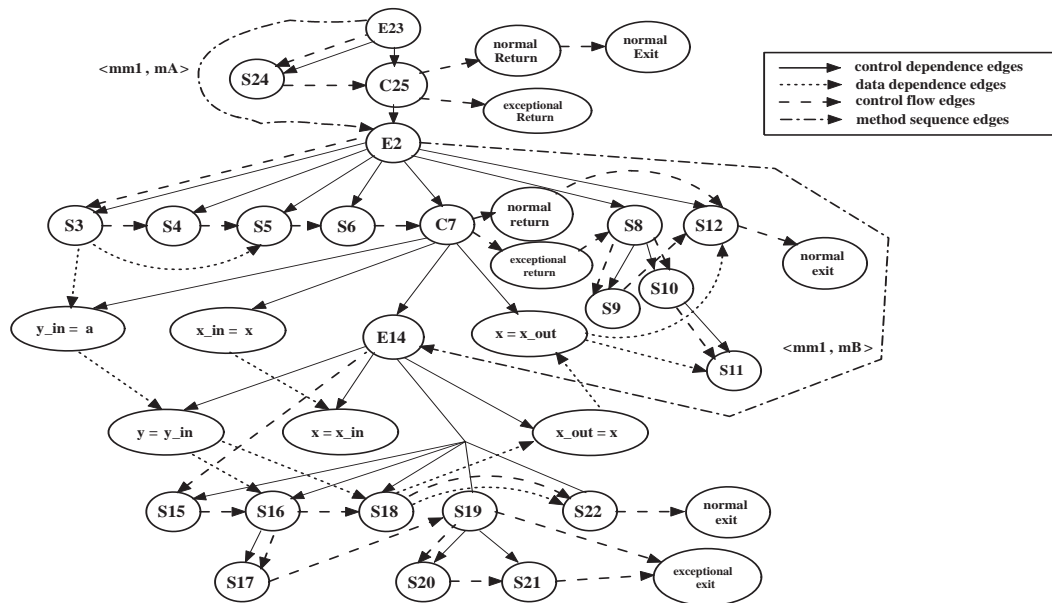 E23
normal
Return
normal
Exit
<mm1 , mA>
S24
C25
exceptional
Return
control dependence edges
data dependence edges
control flow edges
method sequence edges
E2
S3
S4
S5
S6
C7
normal
return
exceptional
return
S8
S12
normal
exit
S9
S10
S11
<mm1 , mB>
y_in = a
x_in = x
E14
x = x_out
y = y_in
x = x_in
x_out = x
S15
S16
S18
S19
S22
normal
exit
S17
S20
S21
exceptional
exit